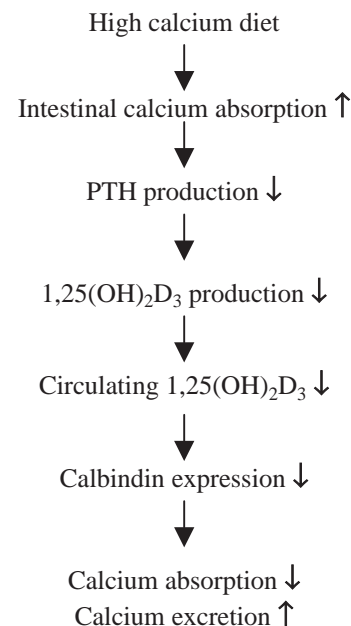 High calcium diet
Intestinal calcium absorption ↑
PTH production ↓
1,25(OH)₂D₃ production ↓
Circulating 1,25(OH)₂D₃ ↓
Calbindin expression ↓
Calcium absorption ↓
Calcium excretion ↑